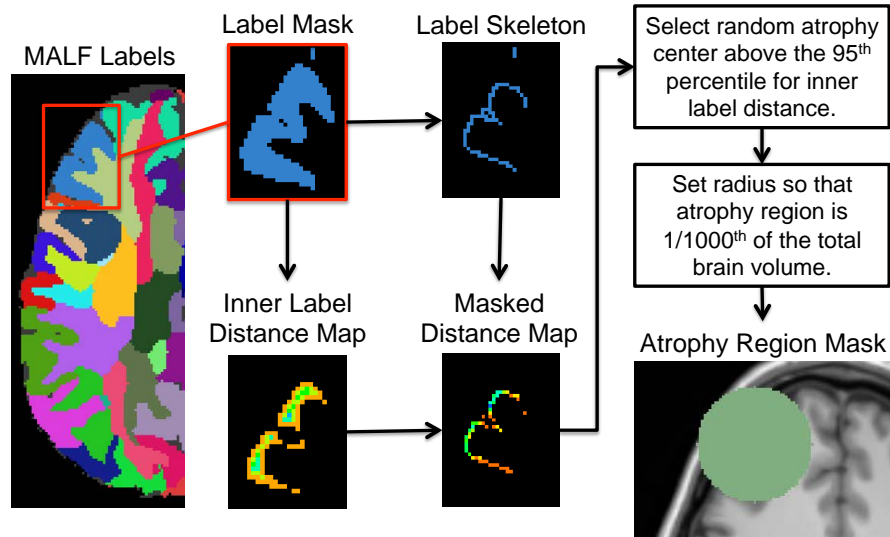 MALF Labels
Label Mask
Label Skeleton
Inner Label
Distance Map
Masked
Distance Map
Select random atrophy
center above the 95th
percentile for inner
label distance.
Set radius so that
atrophy region is
1/1000th of the total
brain volume.
Atrophy Region Mask